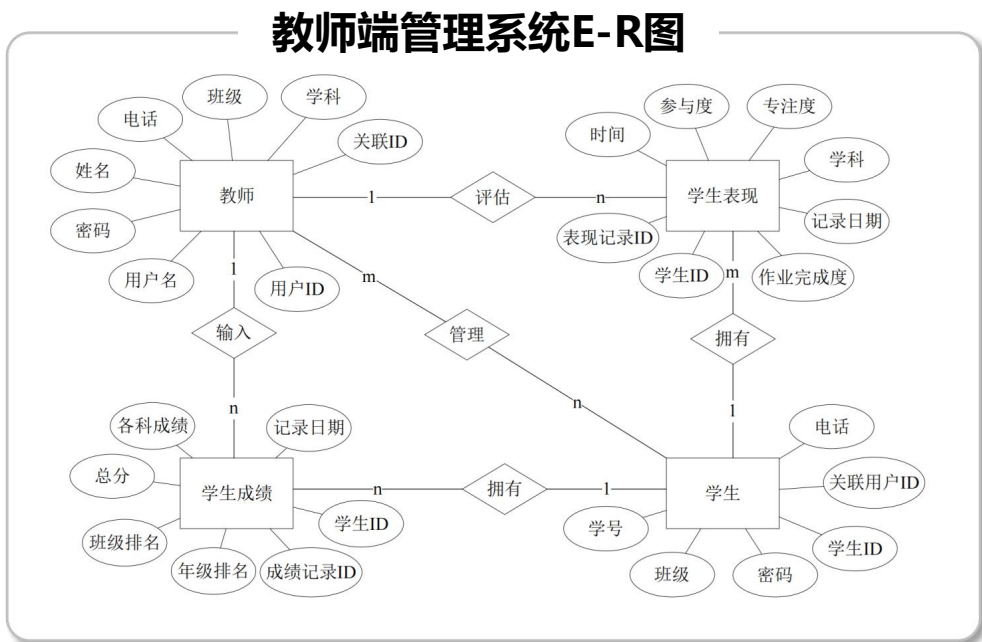 教师端管理系统E-R图
班级
学科
电话
关联ID
姓名
教师
密码
用户名
用户ID
1
评估
n
参与度
专注度
时间
学科
学生表现
记录日期
表现记录ID
学生ID
作业完成度
1
输入
n
m
管理
n
m
拥有
1
各科成绩
记录日期
总分
学生成绩
学生ID
班级排名
年级排名
成绩记录ID
n
拥有
1
电话
学生
关联用户ID
学号
学生ID
班级
密码